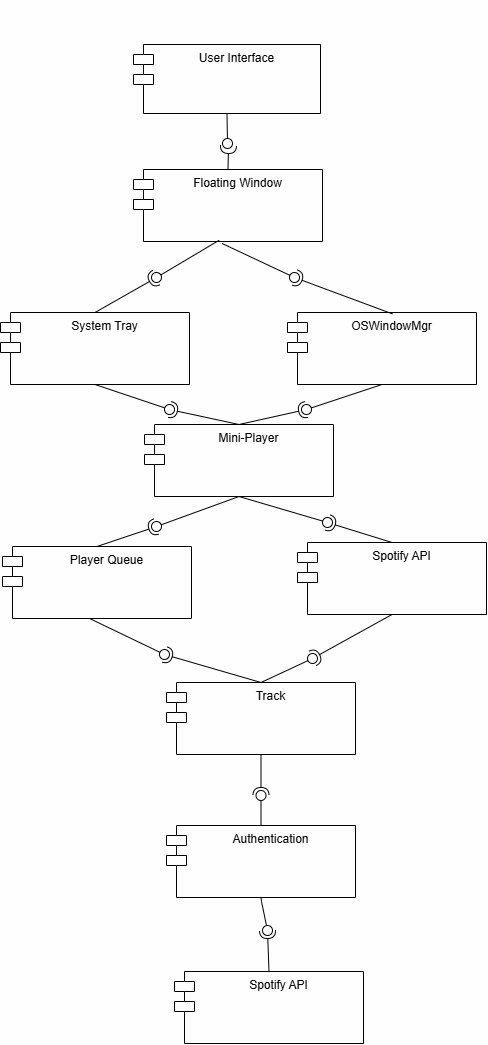 User Interface
Floating Window
System Tray
OSWindowMgr
Mini-Player
Player Queue
Spotify API
Track
Authentication
Spotify API